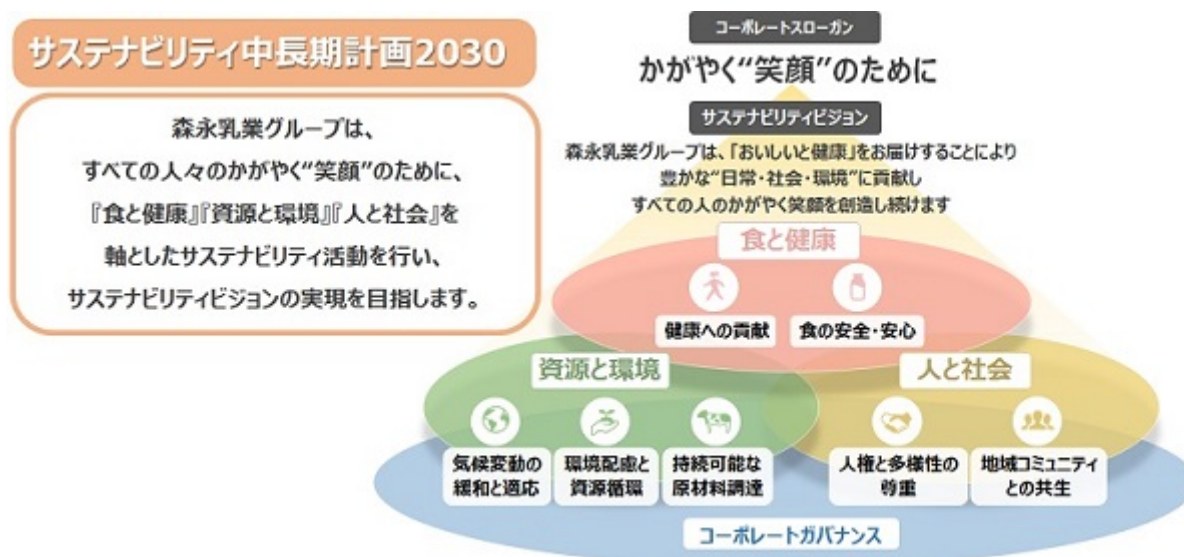 サステナビリティ中長期計画2030
森永乳業グループは、
すべての人々のかがやく“笑顔”のために、
『食と健康』『資源と環境』『人と社会』を
軸としたサステナビリティ活動を行い、
サステナビリティビジョンの実現を目指します。
コーポレートスローガン
かがやく“笑顔”のために
サステナビリティビジョン
森永乳業グループは、「おいしいと健康」をお届けすることにより
豊かな“日常・社会・環境”に貢献し
すべての人のかがやく笑顔を創造し続けます
食と健康
健康への貢献
食の安全・安心
資源と環境
気候変動の
緩和と適応
環境配慮と
資源循環
持続可能な
原材料調達
人と社会
人権と多様性の
尊重
地域コミュニティ
との共生
コーポレートガバナンス